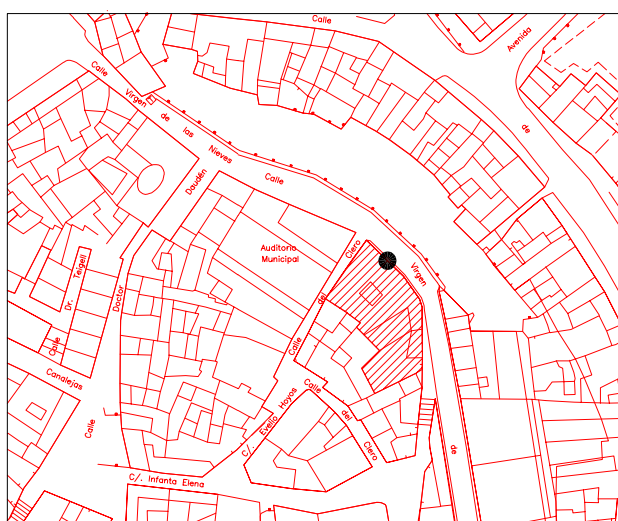 Calle
Avenida
de
Calle
Virgen
de
las
Nieves
Calle
Virgen
de
Daudén
Doctor
Calle
Auditorio
Municipal
Clero
del
Calle
Calle
Dr.
Teigell
Canalejas
Calle
del
Clero
C/.
Evelio
Hoyos
C/. Infanta Elena